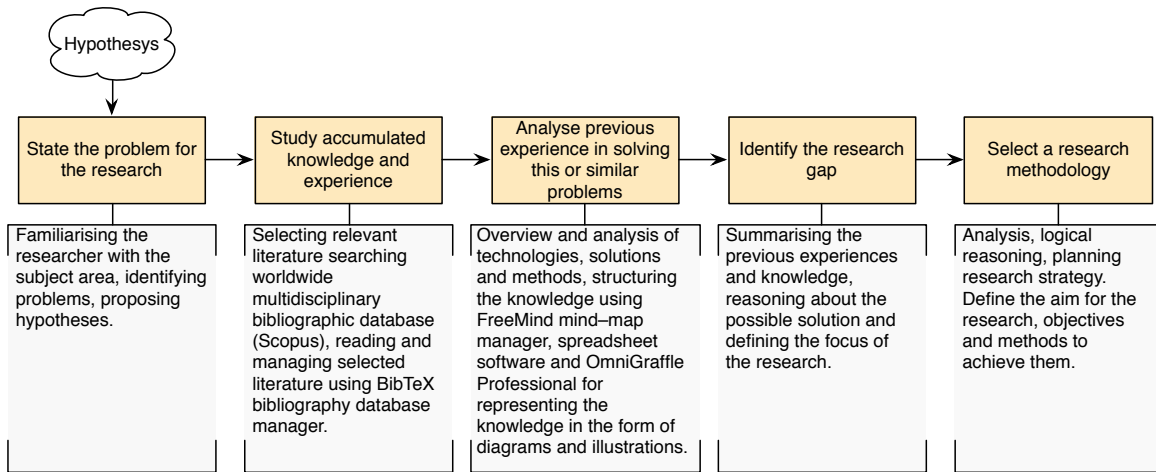 Hypothesys
State the problem for
the research
Study accumulated
knowledge and
experience
Analyse previous
experience in solving
this or similar
problems
Identify the research
gap
Select a research
methodology
Familiarising the
researcher with the
subject area, identifying
problems, proposing
hypotheses.
Selecting relevant
literature searching
worldwide
multidisciplinary
bibliographic database
(Scopus), reading and
managing selected
literature using BibTeX
bibliography database
manager.
Overview and analysis of
technologies, solutions
and methods, structuring
the knowledge using
FreeMind mind–map
manager, spreadsheet
software and OmniGraffle
Professional for
representing the
knowledge in the form of
diagrams and illustrations.
Summarising the
previous experiences
and knowledge,
reasoning about the
possible solution and
defining the focus of
the research.
Analysis, logical
reasoning, planning
research strategy.
Define the aim for the
research, objectives
and methods to
achieve them.